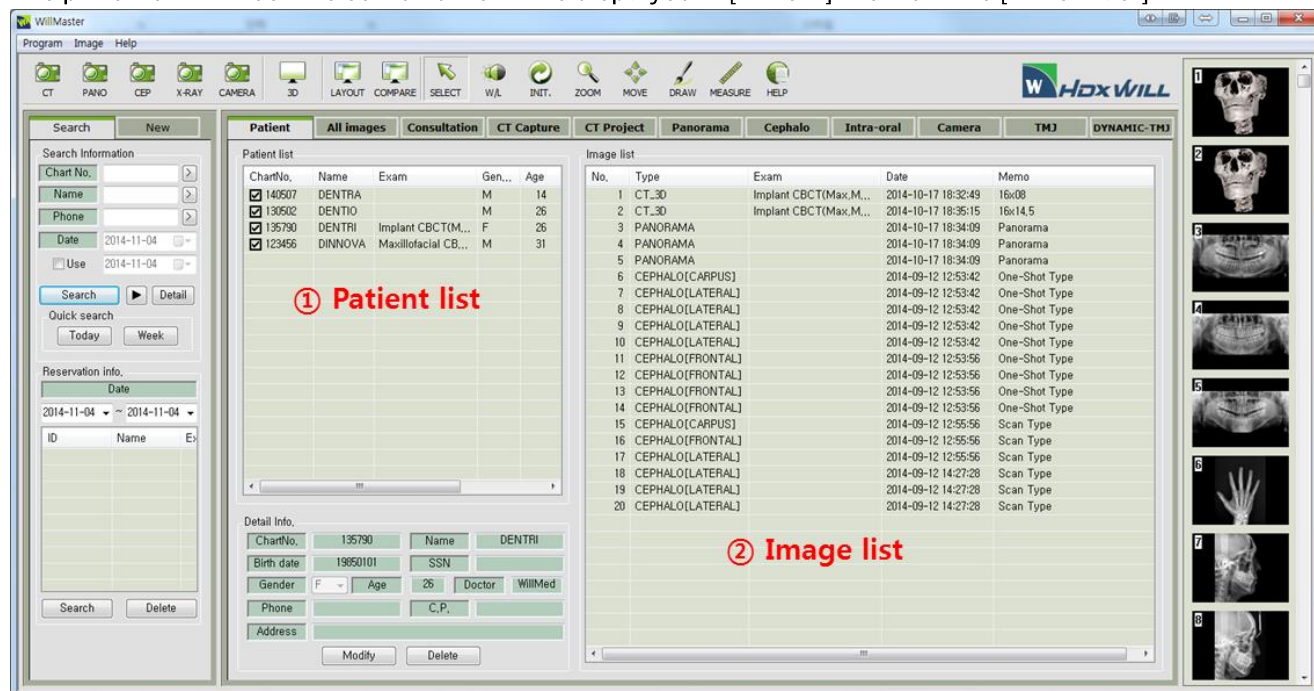 WillMaster
Program Image Help
CT PANO CEP X-RAY CAMERA 3D LAYOUT COMPARE SELECT W/L INIT. ZOOM MOVE DRAW MEASURE HELP
W HDXWILL
Search New
Search Information
Chart No.
Name
Phone
Date 2014-11-04
Use 2014-11-04
Search Detail
Quick search
Today Week
Reservation info.
Date
2014-11-04 ~ 2014-11-04
ID Name Ex
Search Delete
Patient All images Consultation CT Capture CT Project Panorama Cephalo Intra-oral Camera TMJ DYNAMIC-TMJ
Patient list
ChartNo. Name Exam Gen... Age
140507 DENTRA M 14
130502 DENTIO M 26
135790 DENTRI Implant CBCT(M... F 26
123456 DINNOVA Maxillofacial CB... M 31
① Patient list
Detail Info.
ChartNo. 135790 Name DENTRI
Birth date 19850101 SSN
Gender F Age 26 Doctor WillMed
Phone C.P.
Address
Modify Delete
Image list
No. Type Exam Date Memo
1 CT_3D Implant CBCT(Max,M... 2014-10-17 18:32:49 16x08
2 CT_3D Implant CBCT(Max,M... 2014-10-17 18:35:15 16x14,5
3 PANORAMA 2014-10-17 18:34:09 Panorama
4 PANORAMA 2014-10-17 18:34:09 Panorama
5 PANORAMA 2014-10-17 18:34:09 Panorama
6 CEPHALO[CARPUS] 2014-09-12 12:53:42 One-Shot Type
7 CEPHALO[LATERAL] 2014-09-12 12:53:42 One-Shot Type
8 CEPHALO[LATERAL] 2014-09-12 12:53:42 One-Shot Type
9 CEPHALO[LATERAL] 2014-09-12 12:53:42 One-Shot Type
10 CEPHALO[LATERAL] 2014-09-12 12:53:42 One-Shot Type
11 CEPHALO[FRONTAL] 2014-09-12 12:53:56 One-Shot Type
12 CEPHALO[FRONTAL] 2014-09-12 12:53:56 One-Shot Type
13 CEPHALO[FRONTAL] 2014-09-12 12:53:56 One-Shot Type
14 CEPHALO[FRONTAL] 2014-09-12 12:53:56 One-Shot Type
15 CEPHALO[CARPUS] 2014-09-12 12:55:56 Scan Type
16 CEPHALO[FRONTAL] 2014-09-12 12:55:56 Scan Type
17 CEPHALO[LATERAL] 2014-09-12 12:55:56 Scan Type
18 CEPHALO[LATERAL] 2014-09-12 14:27:28 Scan Type
19 CEPHALO[LATERAL] 2014-09-12 14:27:28 Scan Type
20 CEPHALO[LATERAL] 2014-09-12 14:27:28 Scan Type
② Image list
1
2
3
4
5
6
7
8